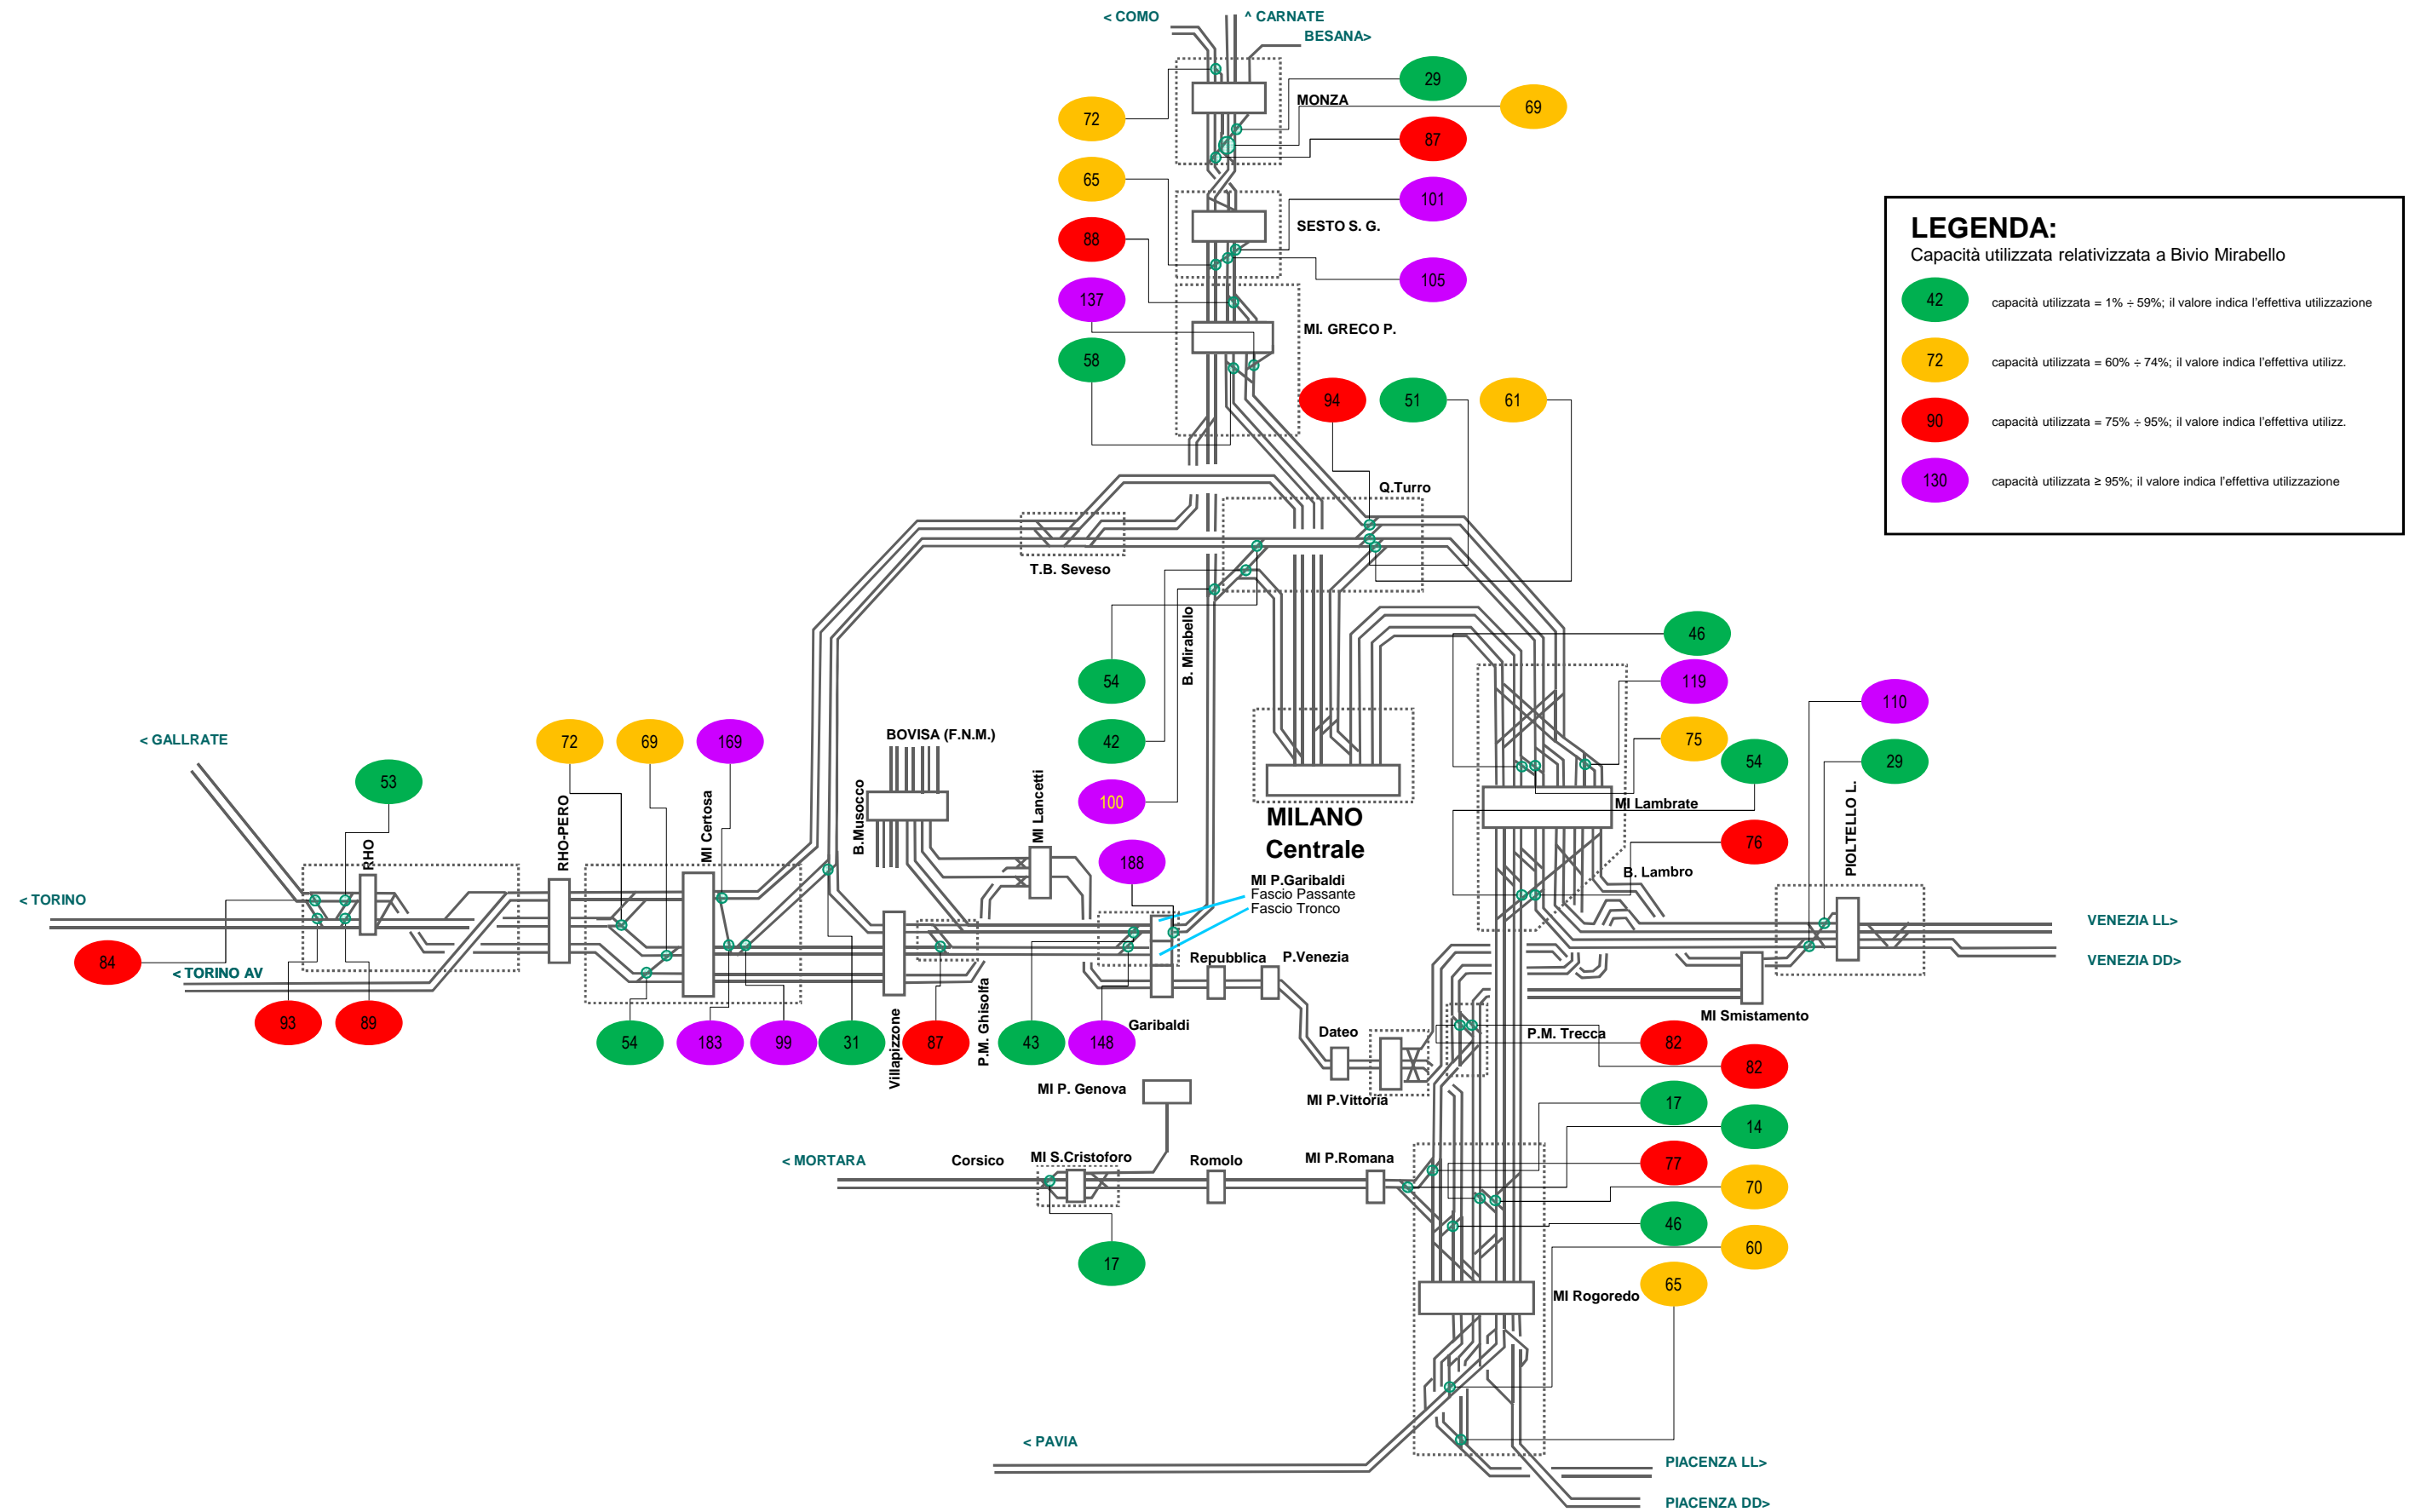 < COMO
^ CARNATE
BESANA>
29
MONZA
69
72
87
65
101
SESTO S. G.
88
105
137
MI. GRECO P.
58
94
51
61
LEGENDA:
Capacità utilizzata relativizzata a Bivio Mirabello
42
capacità utilizzata = 1% ÷ 59%; il valore indica l'effettiva utilizzazione
72
capacità utilizzata = 60% ÷ 74%; il valore indica l'effettiva utilizz.
90
capacità utilizzata = 75% ÷ 95%; il valore indica l'effettiva utilizz.
130
capacità utilizzata ≥ 95%; il valore indica l'effettiva utilizzazione
Q.Turro
T.B. Seveso
B. Mirabello
46
54
119
110
< GALLRATE
72
69
169
BOVISA (F.N.M.)
42
75
54
29
53
100
MILANO
Centrale
MI Lambrate
RHO
RHO-PERO
MI Certosa
B.Musocco
MI Lancetti
188
76
PIOLTELLO L.
B. Lambro
MI P.Garibaldi
Fascio Passante
Fascio Tronco
< TORINO
VENEZIA LL>
84
< TORINO AV
Repubblica
P.Venezia
VENEZIA DD>
93
89
54
183
99
31
Villapizzone
87
P.M. Ghisolfa
43
148
Garibaldi
Dateo
P.M. Trecca
MI Smistamento
82
82
MI P. Genova
MI P.Vittoria
17
14
< MORTARA
Corsico
MI S.Cristoforo
Romolo
MI P.Romana
77
70
46
17
60
65
MI Rogoredo
< PAVIA
PIACENZA LL>
PIACENZA DD>